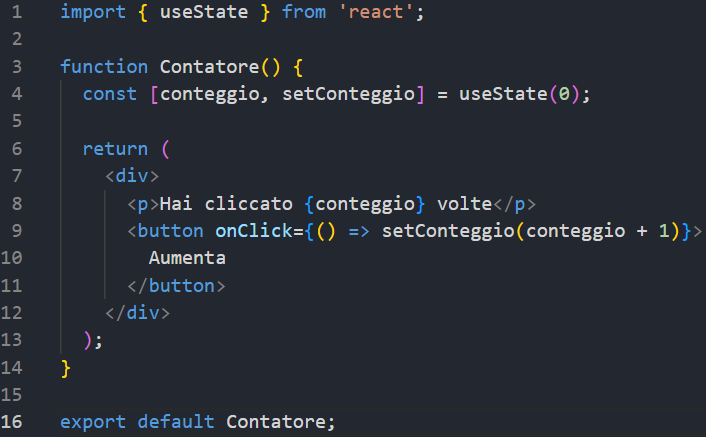 1 import { useState } from 'react';
2
3 function Contatore() {
4   const [conteggio, setConteggio] = useState(0);
5
6   return (
7     <div>
8       <p>Hai cliccato {conteggio} volte</p>
9       <button onClick={() => setConteggio(conteggio + 1)}>
10         Aumenta
11       </button>
12     </div>
13   );
14 }
15
16 export default Contatore;